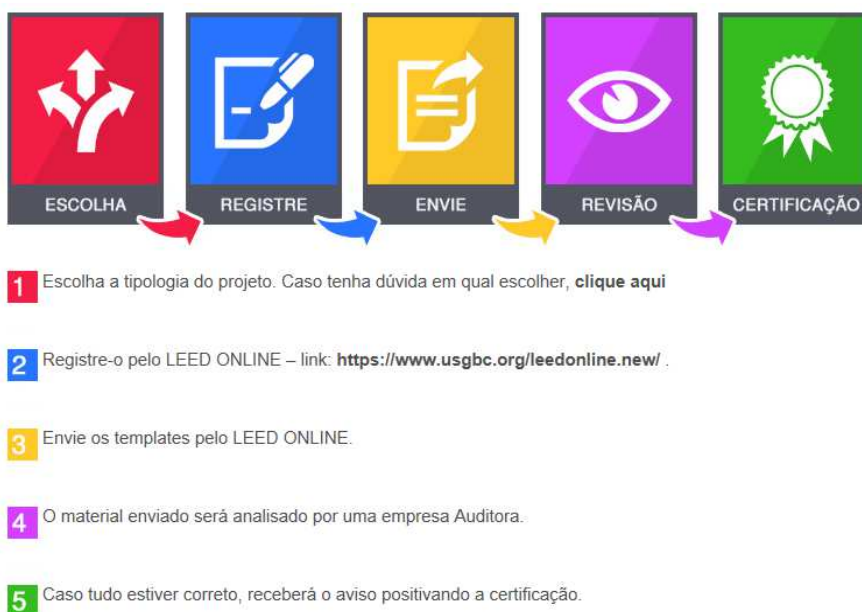 ESCOLHA
REGISTRE
ENVIE
REVISÃO
CERTIFICAÇÃO
1 Escolha a tipologia do projeto. Caso tenha dúvida em qual escolher, clique aqui
2 Registre-o pelo LEED ONLINE – link: https://www.usgbc.org/leedonline.new/ .
3 Envie os templates pelo LEED ONLINE.
4 O material enviado será analisado por uma empresa Auditora.
5 Caso tudo estiver correto, receberá o aviso positivando a certificação.